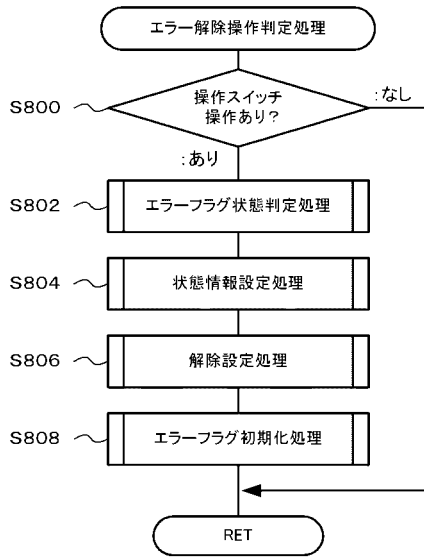 エラー解除操作判定処理
S800
操作スイッチ
操作あり?
:なし
:あり
S802
エラーフラグ状態判定処理
S804
状態情報設定処理
S806
解除設定処理
S808
エラーフラグ初期化処理
RET